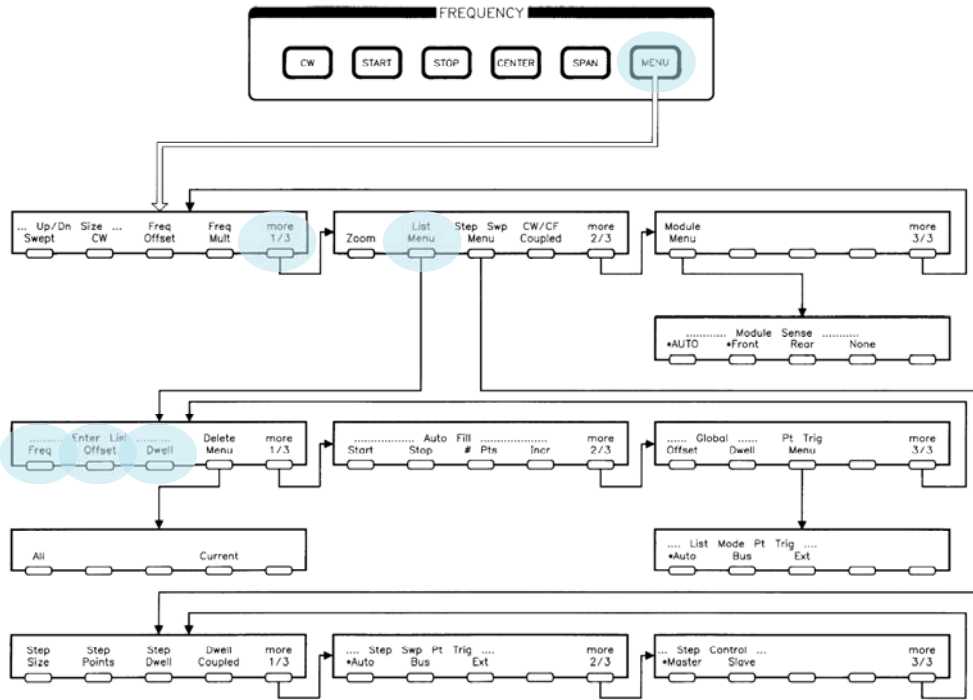 FREQUENCY
CW START STOP CENTER SPAN MENU
... Up/Dn Size ... Freq Freq more
Swept CW Offset Mult 1/3
List Step Swp CW/CF more
Zoom Menu Menu Coupled 2/3
Module more
Menu 3/3
............ Module Sense ...........
*AUTO *Front Rear None
.......... Enter List .......... Delete more
Freq Offset Dwell Menu 1/3
..................... Auto Fill ..................... more
Start Stop # Pts Incr 2/3
...... Global ...... Pt Trig more
Offset Dwell Menu 3/3
All Current
.... List Mode Pt Trig ....
*Auto Bus Ext
Step Step Step Dwell more
Size Points Dwell Coupled 1/3
.... Step Swp Pt Trig .... more
*Auto Bus Ext 2/3
... Step Control ... more
*Master Slave 3/3